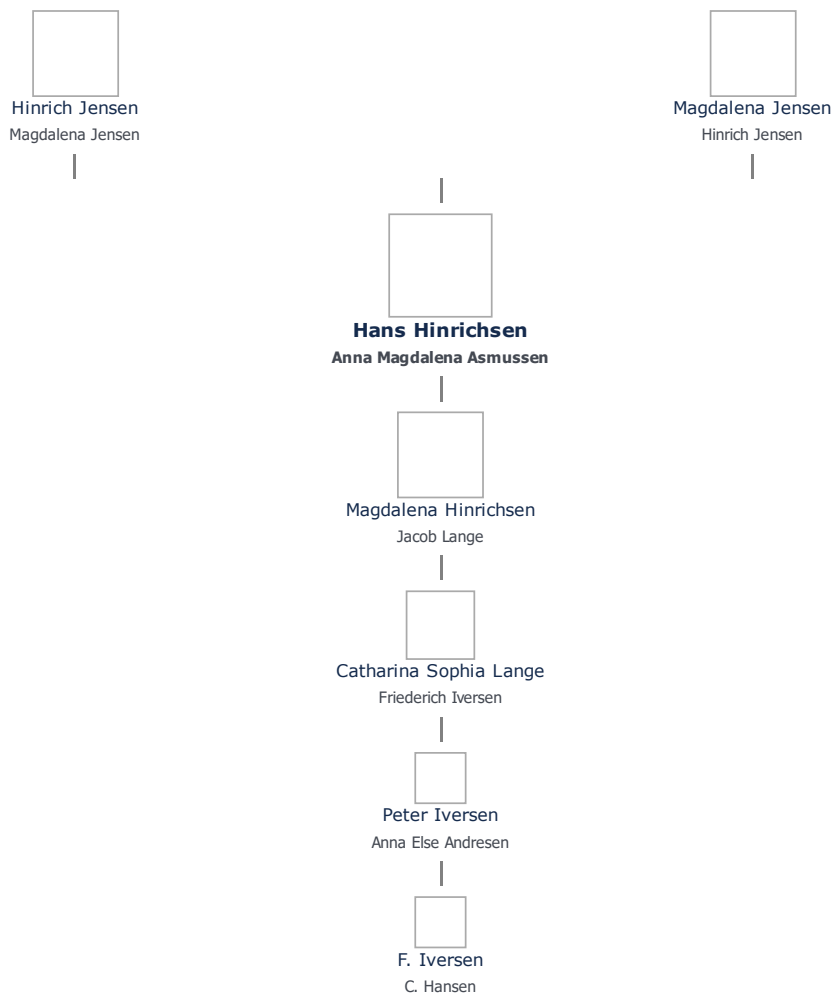 Hinrich Jensen
Magdalena Jensen
Magdalena Jensen
Hinrich Jensen
Hans Hinrichsen
Anna Magdalena Asmussen
Magdalena Hinrichsen
Jacob Lange
Catharina Sophia Lange
Friederich Iversen
Peter Iversen
Anna Else Andresen
F. Iversen
C. Hansen